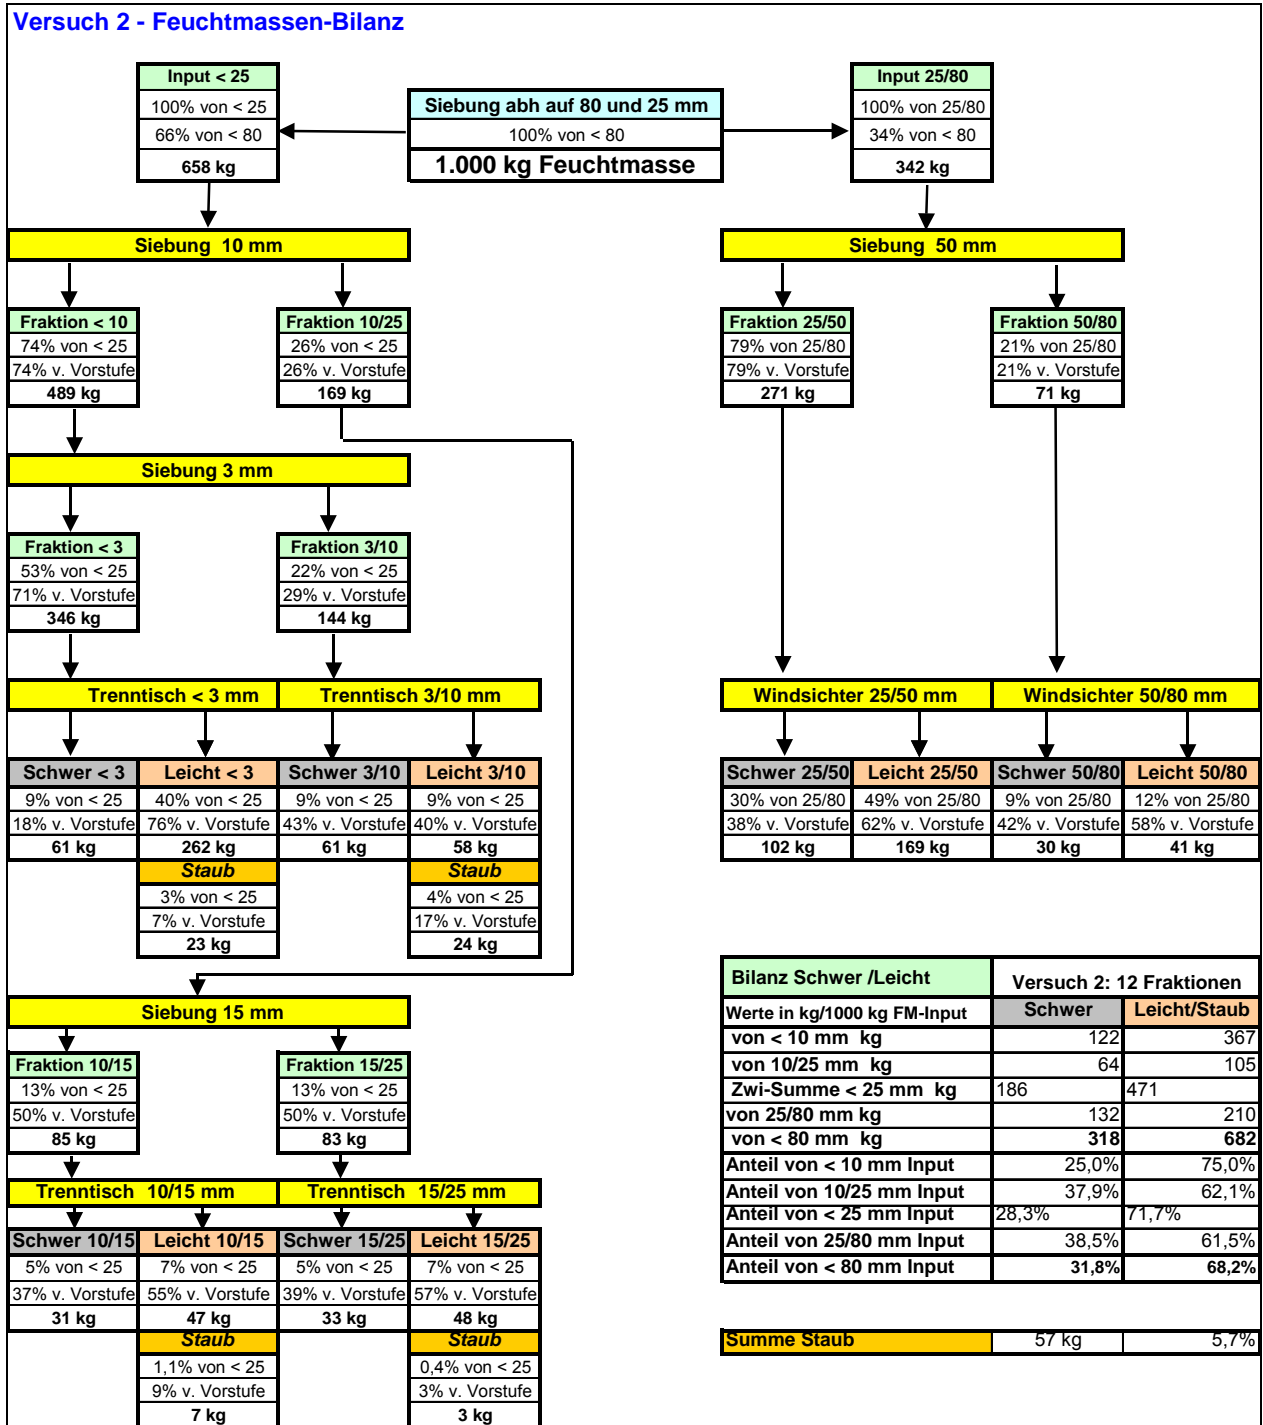 Versuch 2 - Feuchtmassen-Bilanz
Input < 25
100% von < 25
66% von < 80
658 kg
Siebung abh auf 80 und 25 mm
100% von < 80
1.000 kg Feuchtmasse
Input 25/80
100% von 25/80
34% von < 80
342 kg
Siebung 10 mm
Siebung 50 mm
Fraktion < 10
74% von < 25
74% v. Vorstufe
489 kg
Fraktion 10/25
26% von < 25
26% v. Vorstufe
169 kg
Fraktion 25/50
79% von 25/80
79% v. Vorstufe
271 kg
Fraktion 50/80
21% von 25/80
21% v. Vorstufe
71 kg
Siebung 3 mm
Fraktion < 3
53% von < 25
71% v. Vorstufe
346 kg
Fraktion 3/10
22% von < 25
29% v. Vorstufe
144 kg
Trenntisch < 3 mm
Trenntisch 3/10 mm
Windsichter 25/50 mm
Windsichter 50/80 mm
Schwer < 3
9% von < 25
18% v. Vorstufe
61 kg
Leicht < 3
40% von < 25
76% v. Vorstufe
262 kg
Staub
3% von < 25
7% v. Vorstufe
23 kg
Schwer 3/10
9% von < 25
43% v. Vorstufe
61 kg
Leicht 3/10
9% von < 25
40% v. Vorstufe
58 kg
Staub
4% von < 25
17% v. Vorstufe
24 kg
Schwer 25/50
30% von 25/80
38% v. Vorstufe
102 kg
Leicht 25/50
49% von 25/80
62% v. Vorstufe
169 kg
Schwer 50/80
9% von 25/80
42% v. Vorstufe
30 kg
Leicht 50/80
12% von 25/80
58% v. Vorstufe
41 kg
Siebung 15 mm
Fraktion 10/15
13% von < 25
50% v. Vorstufe
85 kg
Fraktion 15/25
13% von < 25
50% v. Vorstufe
83 kg
Trenntisch 10/15 mm
Trenntisch 15/25 mm
Schwer 10/15
5% von < 25
37% v. Vorstufe
31 kg
Leicht 10/15
7% von < 25
55% v. Vorstufe
47 kg
Staub
1,1% von < 25
9% v. Vorstufe
7 kg
Schwer 15/25
5% von < 25
39% v. Vorstufe
33 kg
Leicht 15/25
7% von < 25
57% v. Vorstufe
48 kg
Staub
0,4% von < 25
3% v. Vorstufe
3 kg
Bilanz Schwer /Leicht Versuch 2: 12 Fraktionen
Werte in kg/1000 kg FM-Input Schwer Leicht/Staub
von < 10 mm kg 122 367
von 10/25 mm kg 64 105
Zwi-Summe < 25 mm kg 186 471
von 25/80 mm kg 132 210
von < 80 mm kg 318 682
Anteil von < 10 mm Input 25,0% 75,0%
Anteil von 10/25 mm Input 37,9% 62,1%
Anteil von < 25 mm Input 28,3% 71,7%
Anteil von 25/80 mm Input 38,5% 61,5%
Anteil von < 80 mm Input 31,8% 68,2%
Summe Staub 57 kg 5,7%